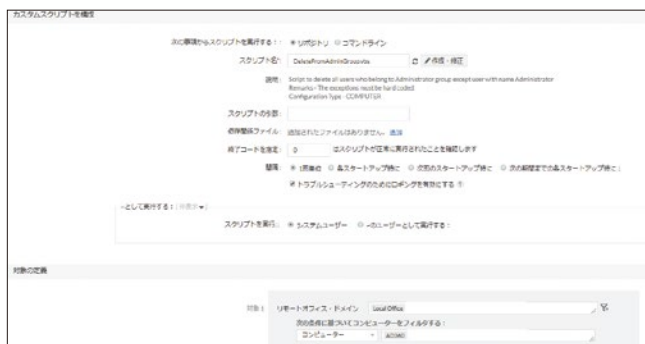 カスタムスクリプトを構成
次に場所からスクリプトを実行する : : リポジトリ コマンドライン
スクリプト名: DeleteFromAdminGroup.vbs 作成・修正
説明: Script to delete all users who belong to Administrator group except user with name Administrator
Remarks - The exceptions must be hard coded
Configuration Type - COMPUTER
スクリプトの引数:
依存関係ファイル: 追加されたファイルはありません。 追加
終了コードを指定: 0 はスクリプトが正常に実行されたことを確認します
頻度: 1回単位 各スタートアップ時に 次回のスタートアップ時に 次の期間までの各スタートアップ時に :
トラブルシューティングのためにロギングを有効にする
~として実行する :
スクリプトを実行: システムユーザー ~のユーザーとして実行する :
対象の定義
対象 1 リモートオフィス・ドメイン Local Office
次の条件に基づいてコンピューターをフィルタする :
コンピューター